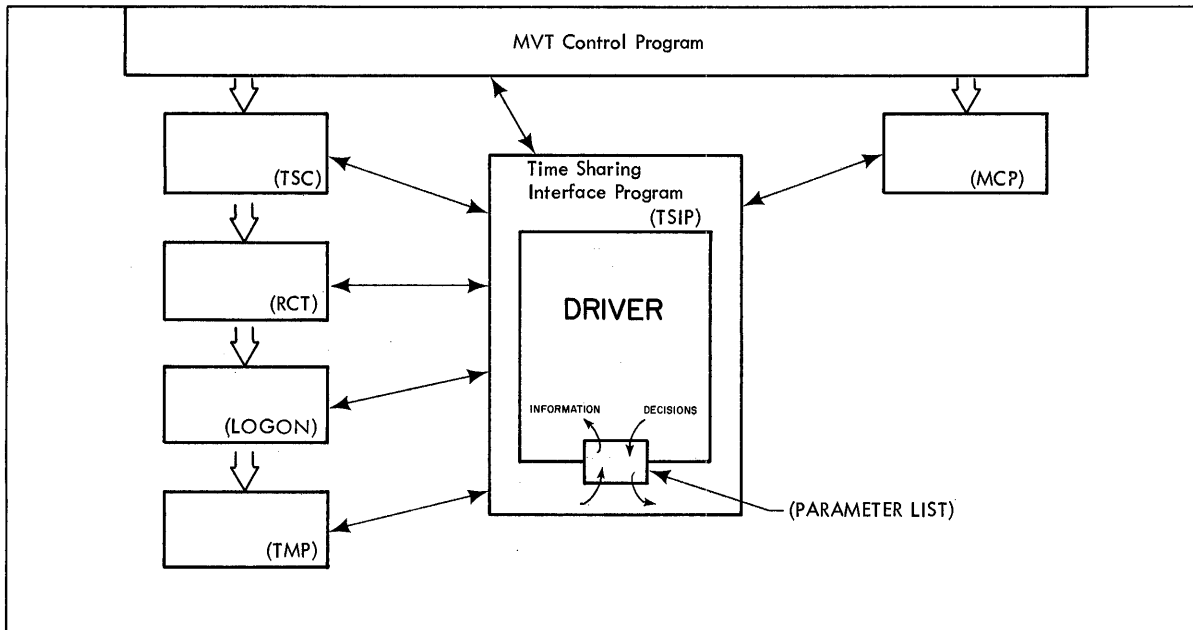 MVT Control Program
(TSC)
Time Sharing
Interface Program
(TSIP)
(MCP)
(RCT)
DRIVER
INFORMATION
DECISIONS
(LOGON)
(PARAMETER LIST)
(TMP)